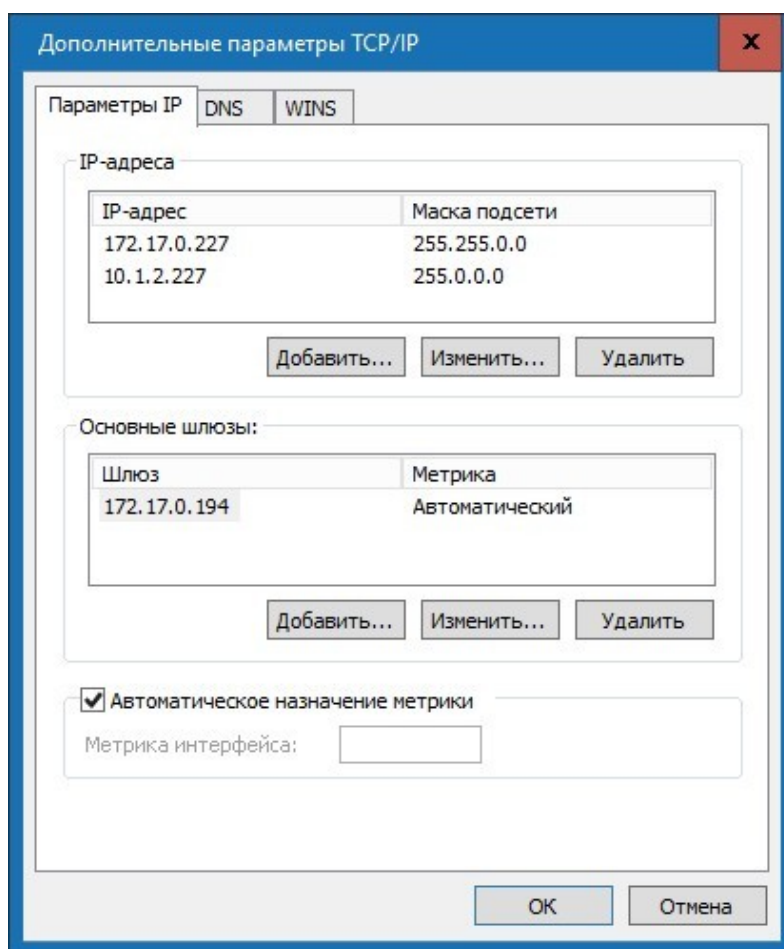 Дополнительные параметры TCP/IP
Параметры IP DNS WINS
IP-адреса
IP-адрес Маска подсети
172.17.0.227 255.255.0.0
10.1.2.227 255.0.0.0
Добавить... Изменить... Удалить
Основные шлюзы:
Шлюз Метрика
172.17.0.194 Автоматический
Добавить... Изменить... Удалить
Автоматическое назначение метрики
Метрика интерфейса:
ОК Отмена